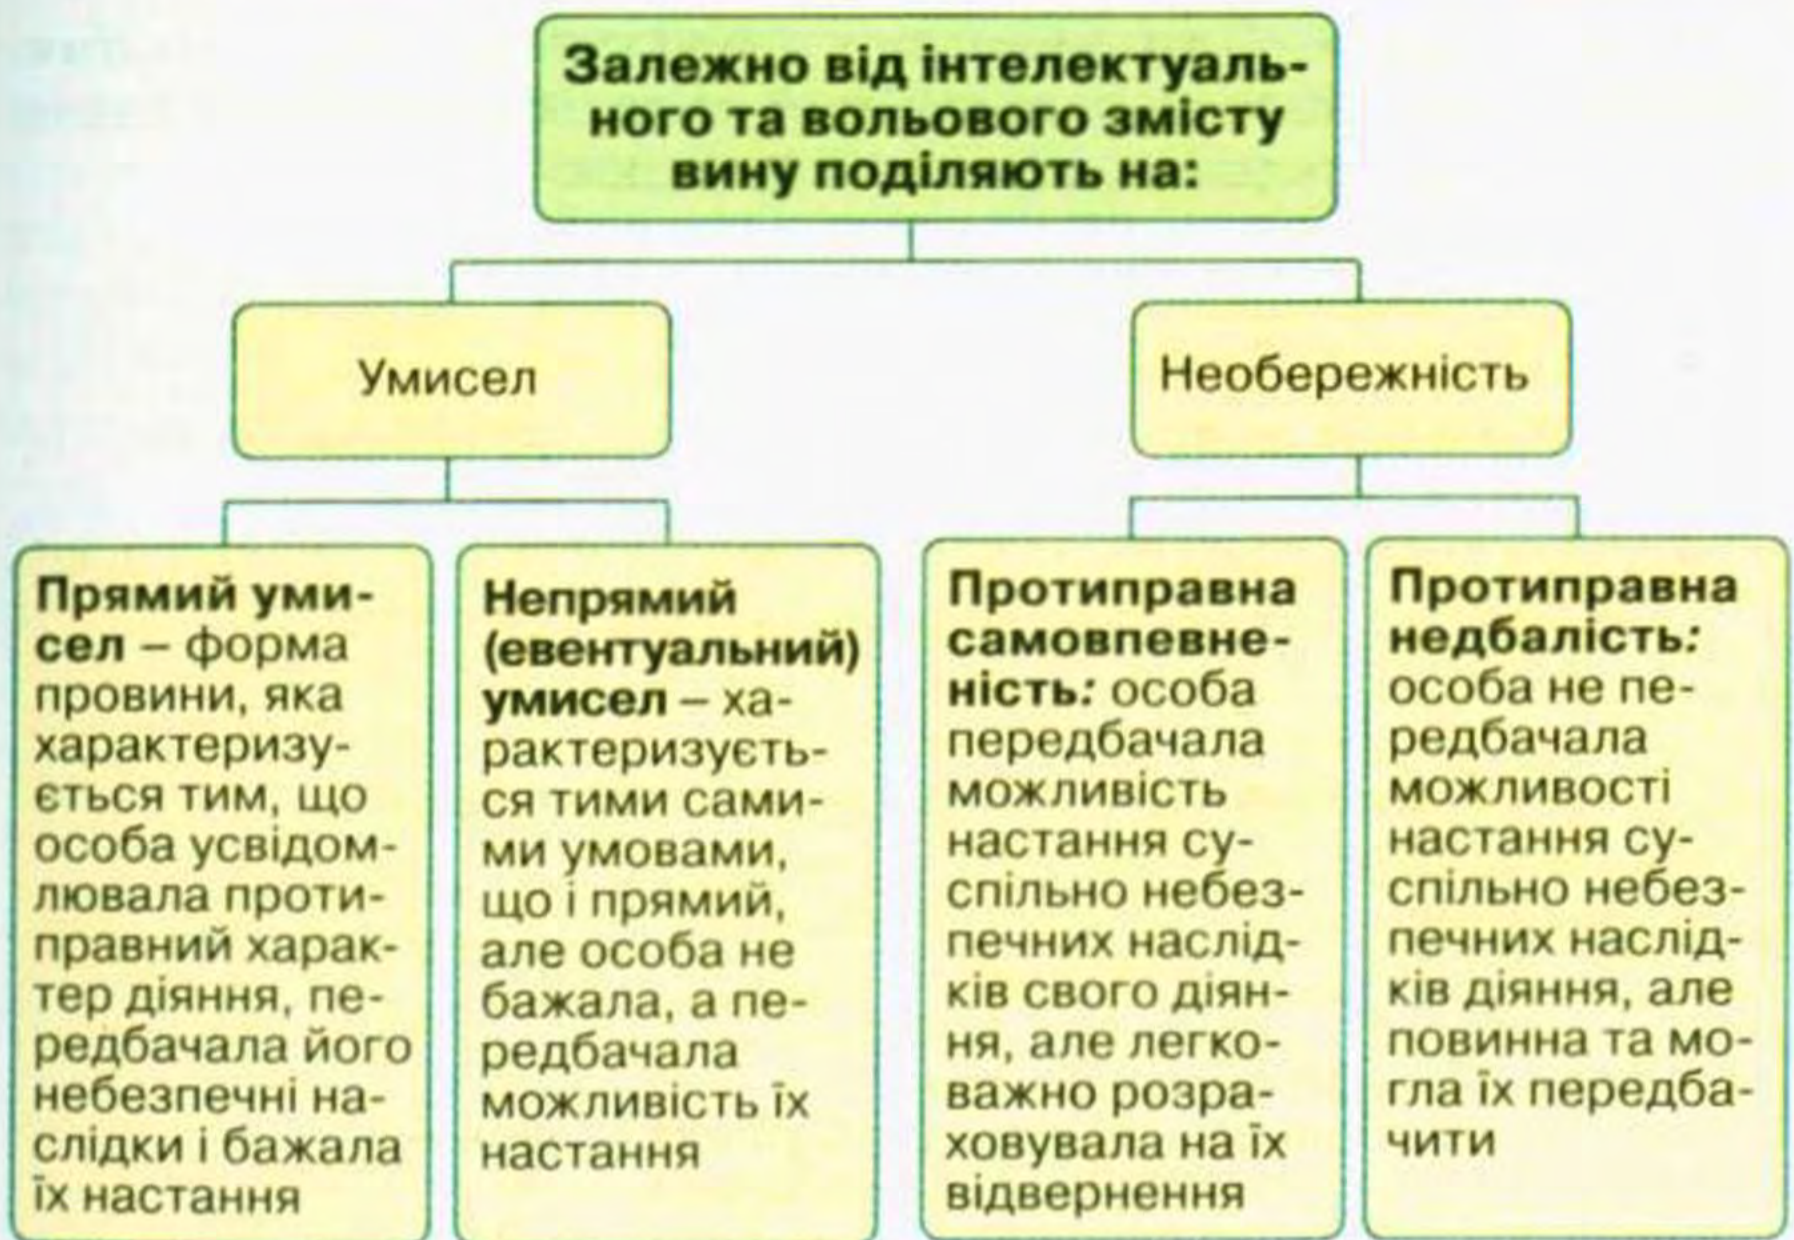 Залежно від інтелектуаль-
ного та вольового змісту
вину поділяють на:
Умисел
Необережність
Прямий уми-
сел – форма
провини, яка
характеризу-
ється тим, що
особа усвідом-
лювала проти-
правний харак-
тер діяння, пе-
редбачала його
небезпечні на-
слідки і бажала
їх настання
Непрямий
(евентуальний)
умисел – ха-
рактеризуєть-
ся тими сами-
ми умовами,
що і прямий,
але особа не
бажала, а пе-
редбачала
можливість їх
настання
Протиправна
самовпевне-
ність: особа
передбачала
можливість
настання су-
спільно небез-
печних наслід-
ків свого діян-
ня, але легко-
важно розра-
ховувала на їх
відвернення
Протиправна
недбалість:
особа не пе-
редбачала
можливості
настання су-
спільно небез-
печних наслід-
ків діяння, але
повинна та мо-
гла їх передба-
чити